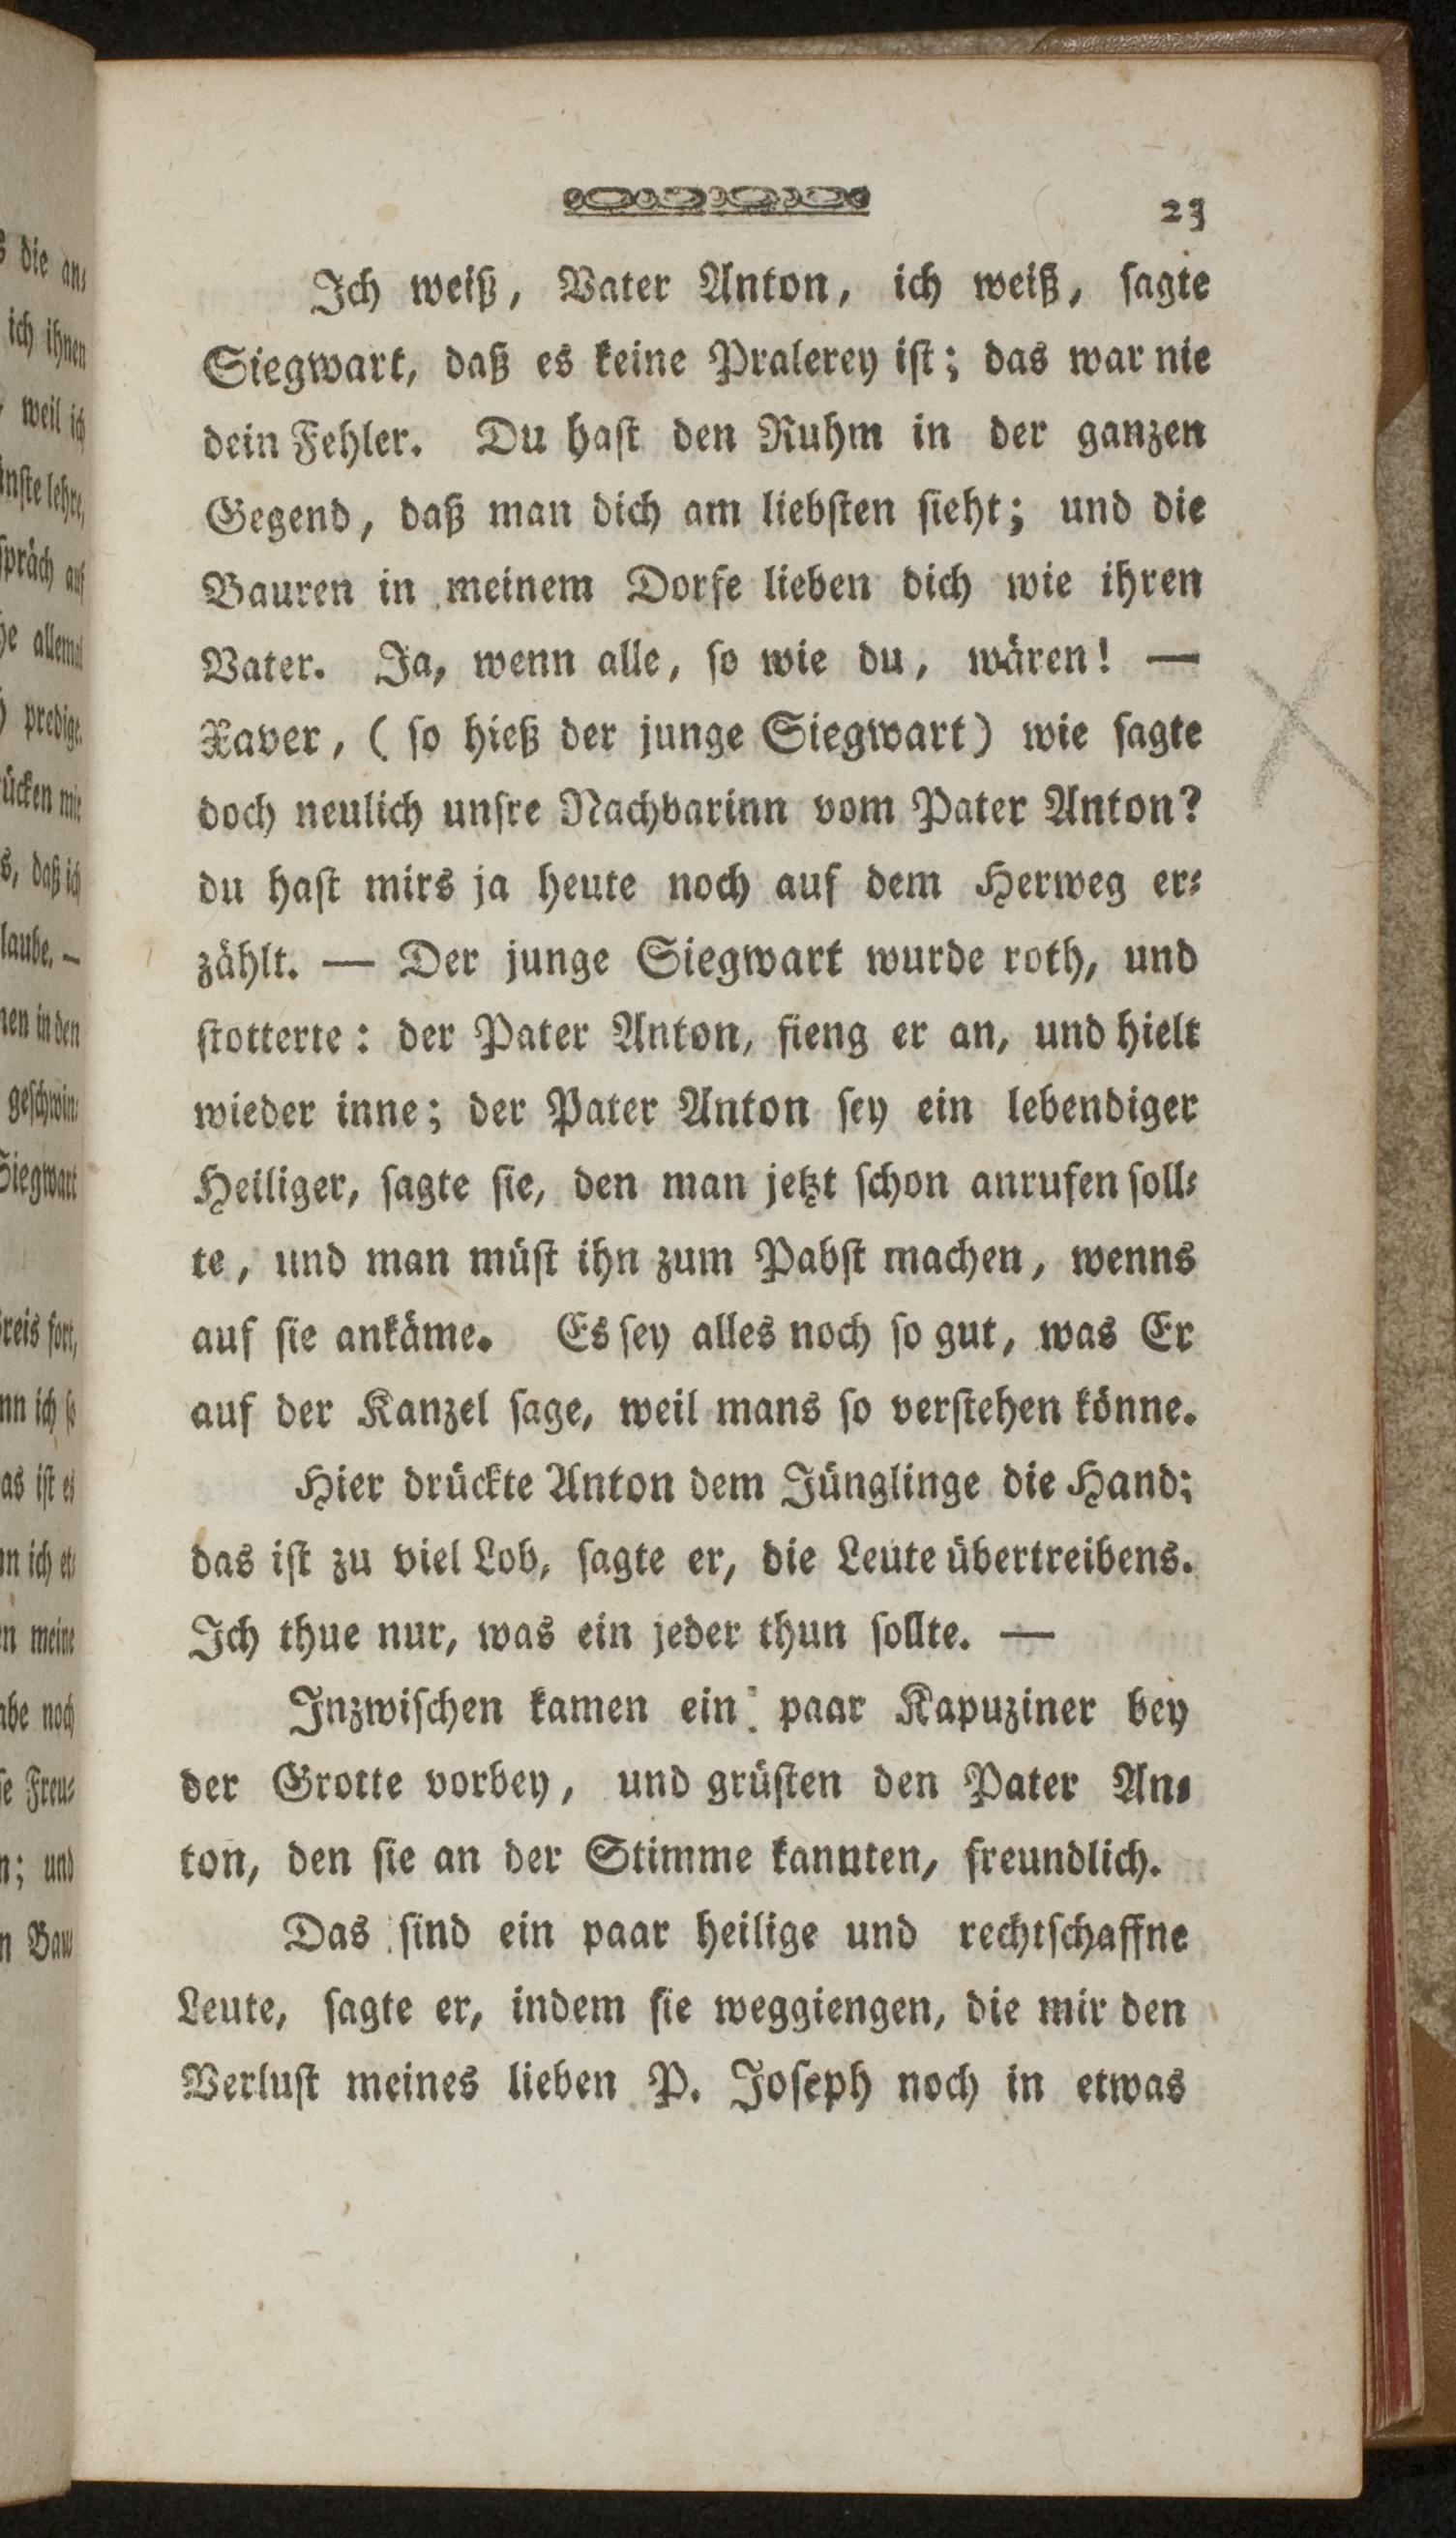 23
Ich weiß, Vater Anton, ich weiß, ſagte
Siegwart, daß es keine Pralerey iſt; das war nie
dein Fehler. Du haſt den Ruhm in der ganzen
Gegend, daß man dich am liebſten ſieht; und die
Bauren in meinem Dorfe lieben dich wie ihren
Vater. Ja, wenn alle, ſo wie du, wären! —
Xaver, (ſo hieß der junge Siegwart) wie ſagte
doch neulich unſre Nachbarinn vom Pater Anton?
du haſt mirs ja heute noch auf dem Herweg er⸗
zählt. — Der junge Siegwart wurde roth, und
ſtotterte: der Pater Anton, fieng er an, und hielt
wieder inne; der Pater Anton ſey ein lebendiger
Heiliger, ſagte ſie, den man jetzt ſchon anrufen ſoll⸗
te, und man müſt ihn zum Pabſt machen, wenns
auf ſie ankäme. Es ſey alles noch ſo gut, was Er
auf der Kanzel ſage, weil mans ſo verſtehen könne.
Hier drückte Anton dem Jünglinge die Hand;
das iſt zu viel Lob, ſagte er, die Leute übertreibens.
Ich thue nur, was ein jeder thun ſollte. —
Inzwiſchen kamen ein paar Kapuziner bey
der Grotte vorbey, und grüſten den Pater An⸗
ton, den ſie an der Stimme kannten, freundlich.
Das ſind ein paar heilige und rechtſchaffne
Leute, ſagte er, indem ſie weggiengen, die mir den
Verluſt meines lieben P. Joſeph noch in etwas